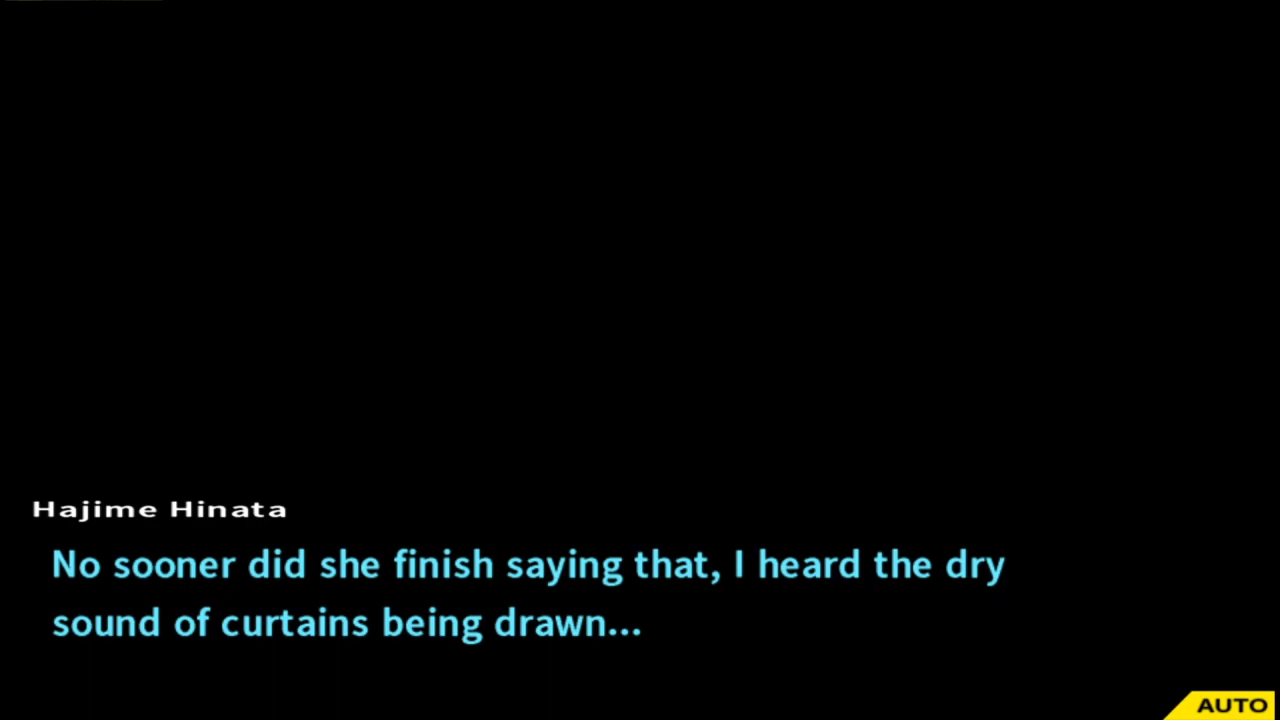 Hajime Hinata
No sooner did she finish saying that, I heard the dry
sound of curtains being drawn...
AUTO